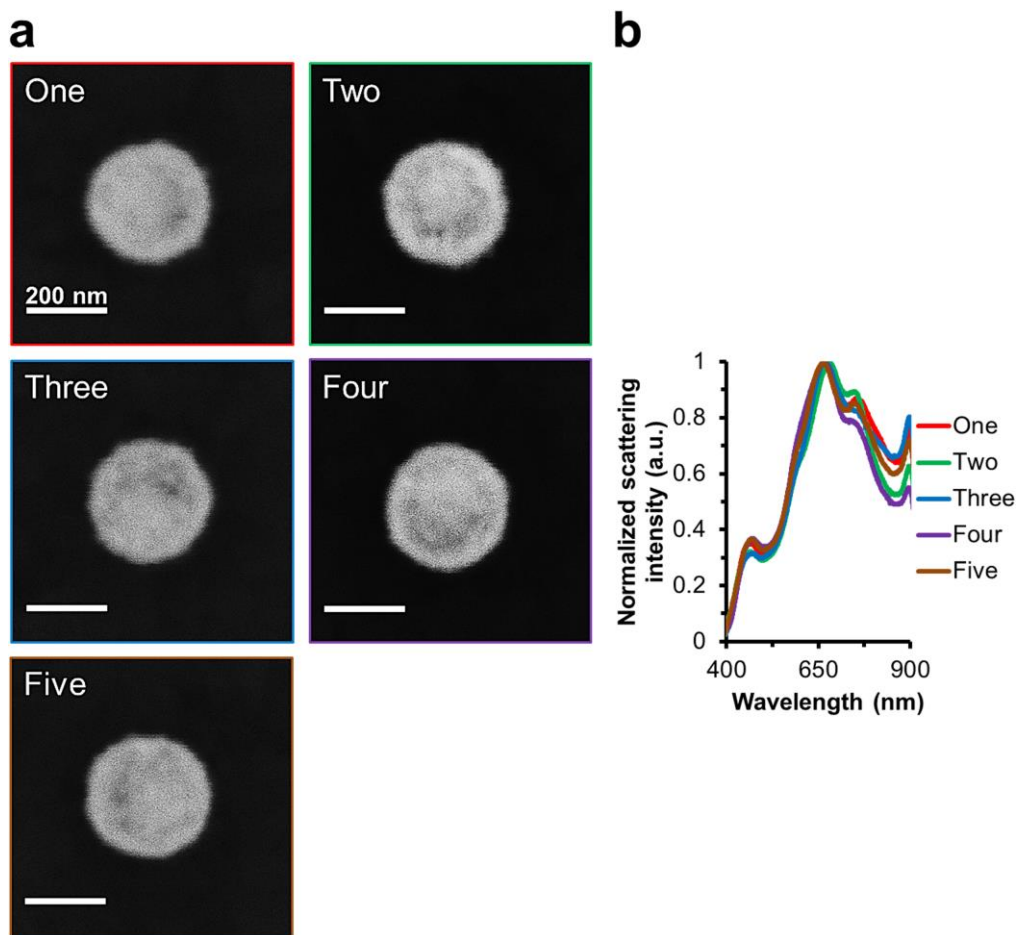 a
One
200 nm
Two
Three
Four
Five
b
Normalized scattering
intensity (a.u.)
1
0.8
0.6
0.4
0.2
0
400 650 900
Wavelength (nm)
One
Two
Three
Four
Five